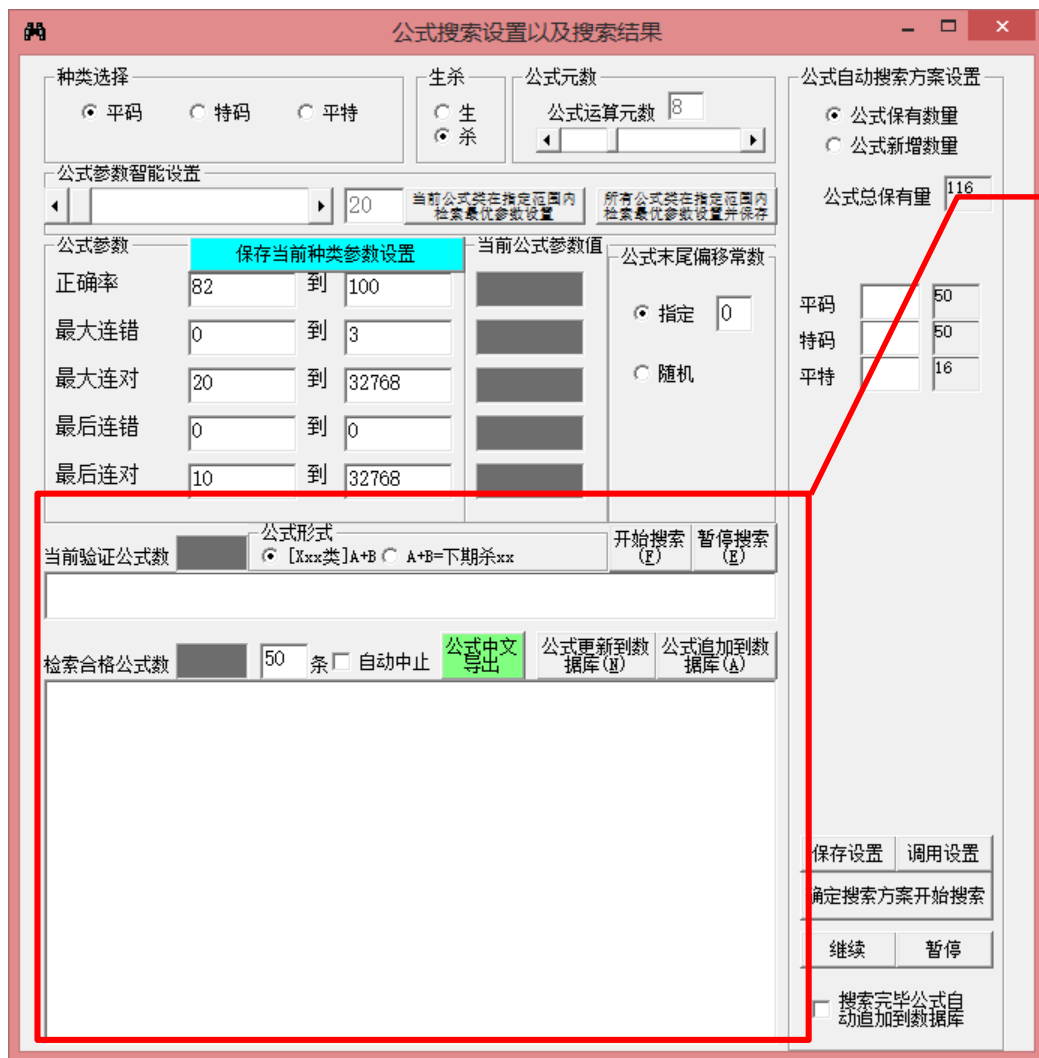 公式搜索设置以及搜索结果
种类选择
平码 特码 平特
生杀
生
杀
公式元数
公式运算元数 8
公式自动搜索方案设置
公式保有数量
公式新增数量
公式总保有量 116
公式参数智能设置
20
当前公式类在指定范围内
检索最优参数设置
所有公式类在指定范围内
检索最优参数设置并保存
公式参数
保存当前种类参数设置
当前公式参数值
正确率 82 到 100
最大连错 0 到 3
最大连对 20 到 32768
最后连错 0 到 0
最后连对 10 到 32768
公式末尾偏移常数
指定 0
随机
平码 50
特码 50
平特 16
当前验证公式数
公式形式
[Xxx类]A+B A+B=下期杀xx
开始搜索
(F)
暂停搜索
(E)
检索合格公式数 50 条 自动中止
公式中文
导出
公式更新到数
据库(N)
公式追加到数
据库(A)
保存设置 调用设置
确定搜索方案开始搜索
继续 暂停
搜索完毕公式自
动追加到数据库